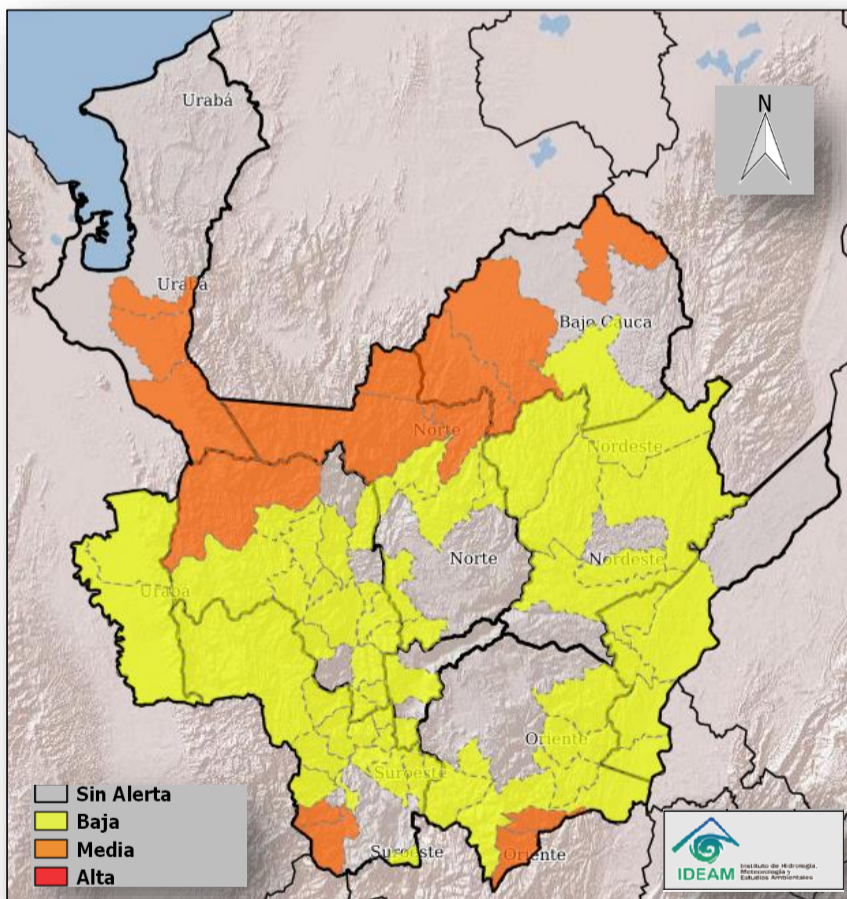 Urabá
N
Urabá
Bajo Cauca
Norte
Nordeste
Norte
Nordeste
Urabá
Oriente
Suroeste
Suroeste
Oriente
Sin Alerta
Baja
Media
Alta
IDEAM
Instituto de Hidrología,
Meteorología y
Estudios Ambientales